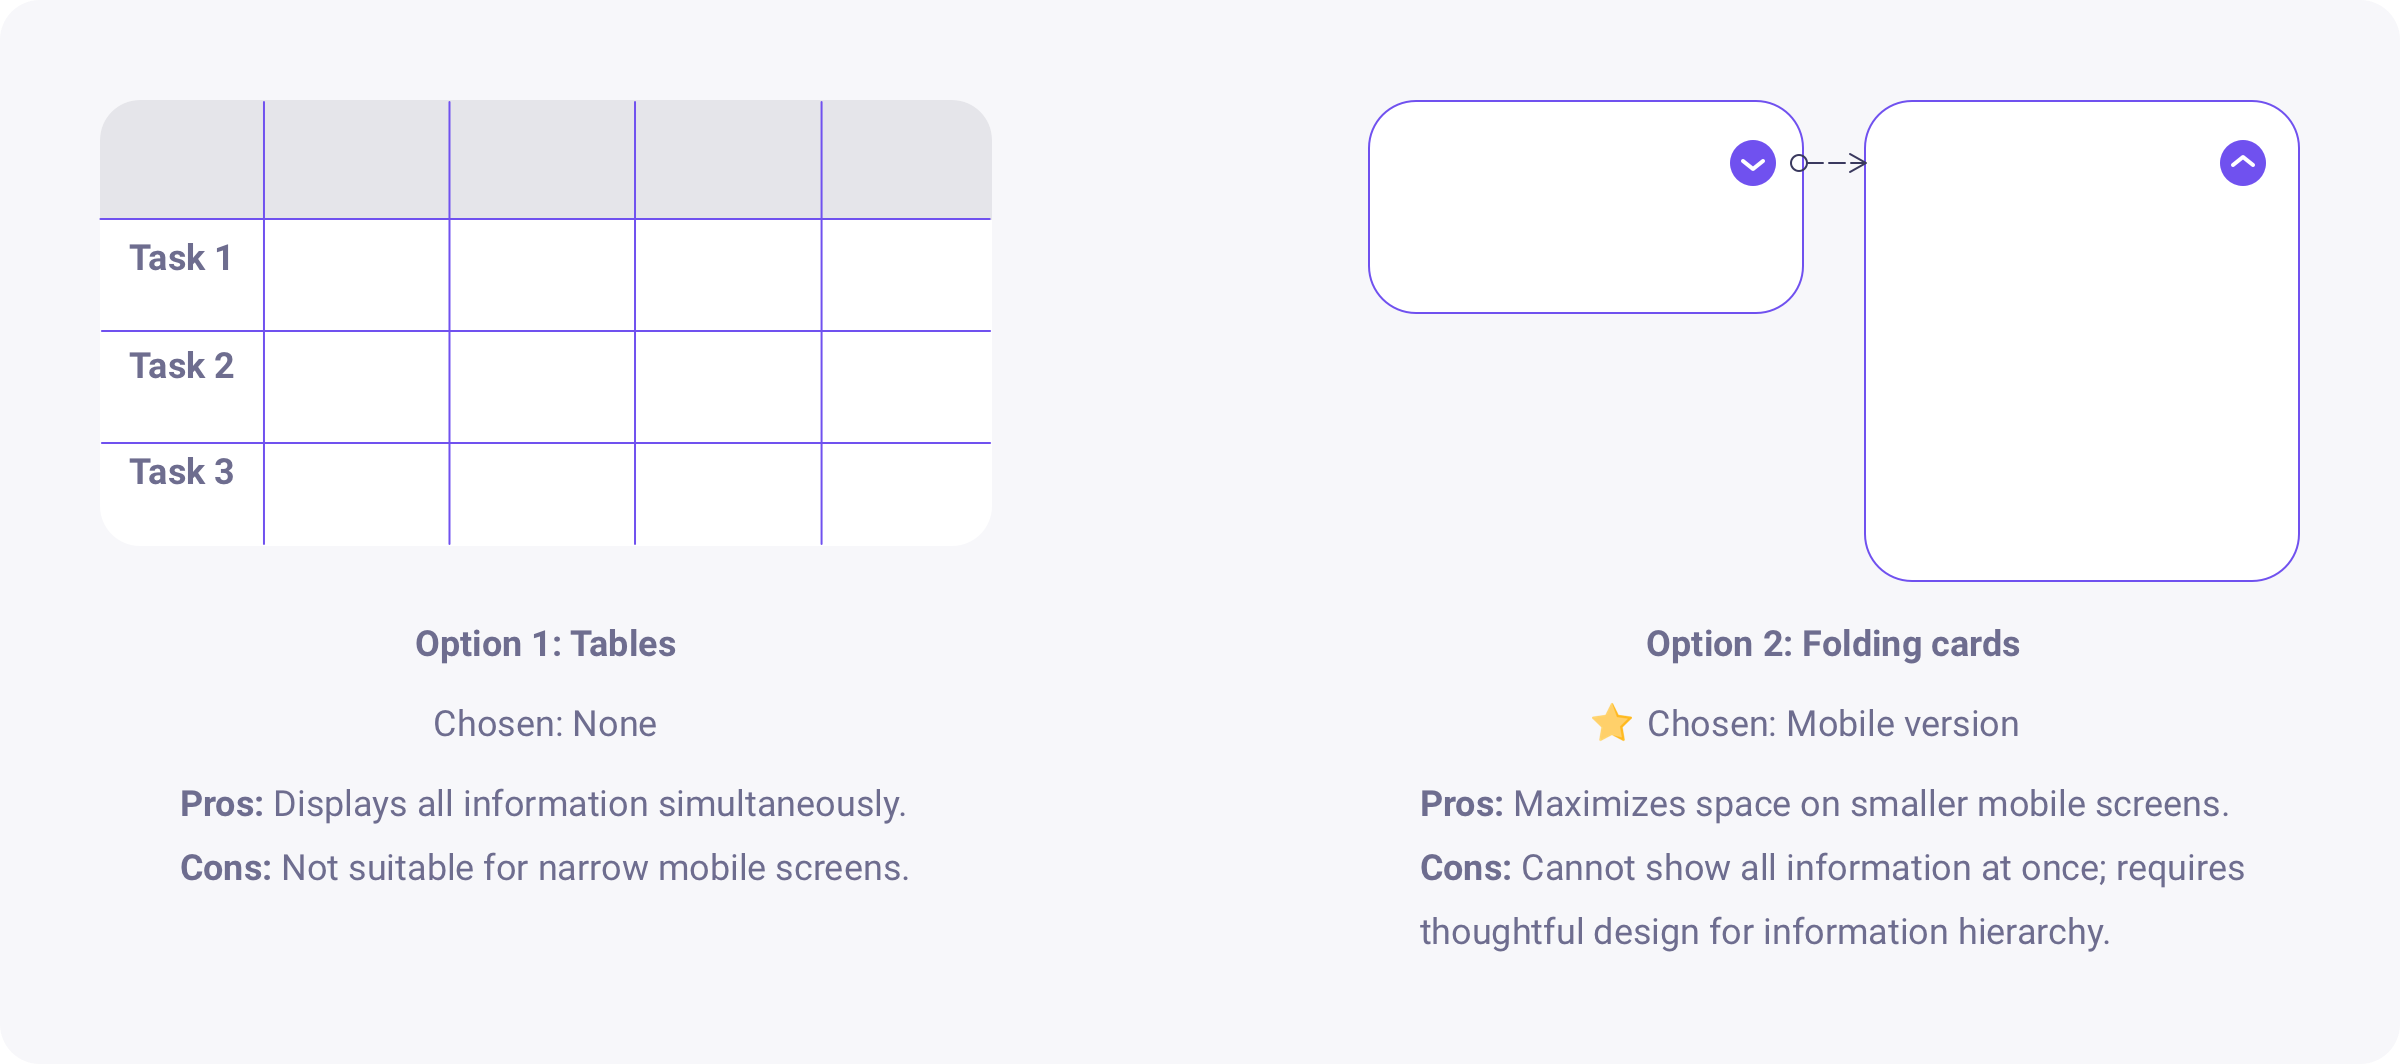 Task 1
Task 2
Task 3
Option 1: Tables
Chosen: None
Pros: Displays all information simultaneously.
Cons: Not suitable for narrow mobile screens.
Option 2: Folding cards
⭐ Chosen: Mobile version
Pros: Maximizes space on smaller mobile screens.
Cons: Cannot show all information at once; requires
thoughtful design for information hierarchy.